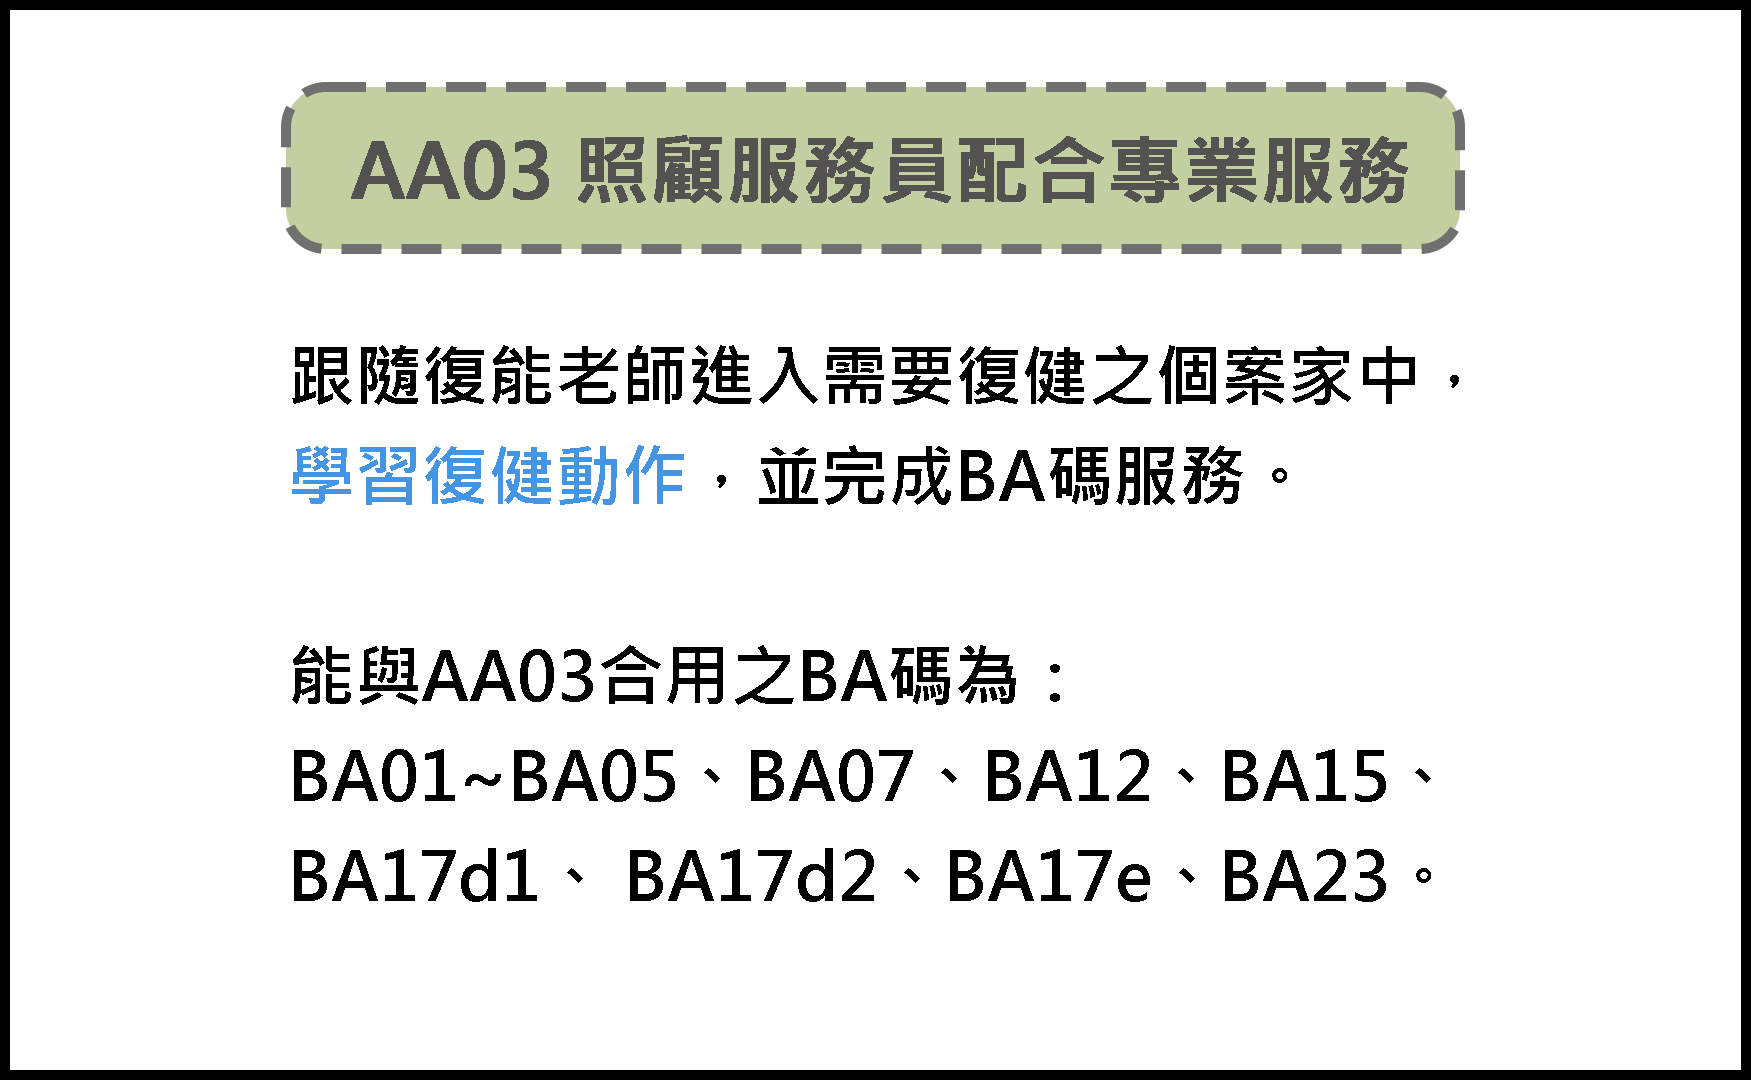 AA03 照顧服務員配合專業服務
跟隨復能老師進入需要復健之個案家中，
學習復健動作，並完成BA碼服務。
能與AA03合用之BA碼為：
BA01~BA05、BA07、BA12、BA15、
BA17d1、 BA17d2、BA17e、BA23。